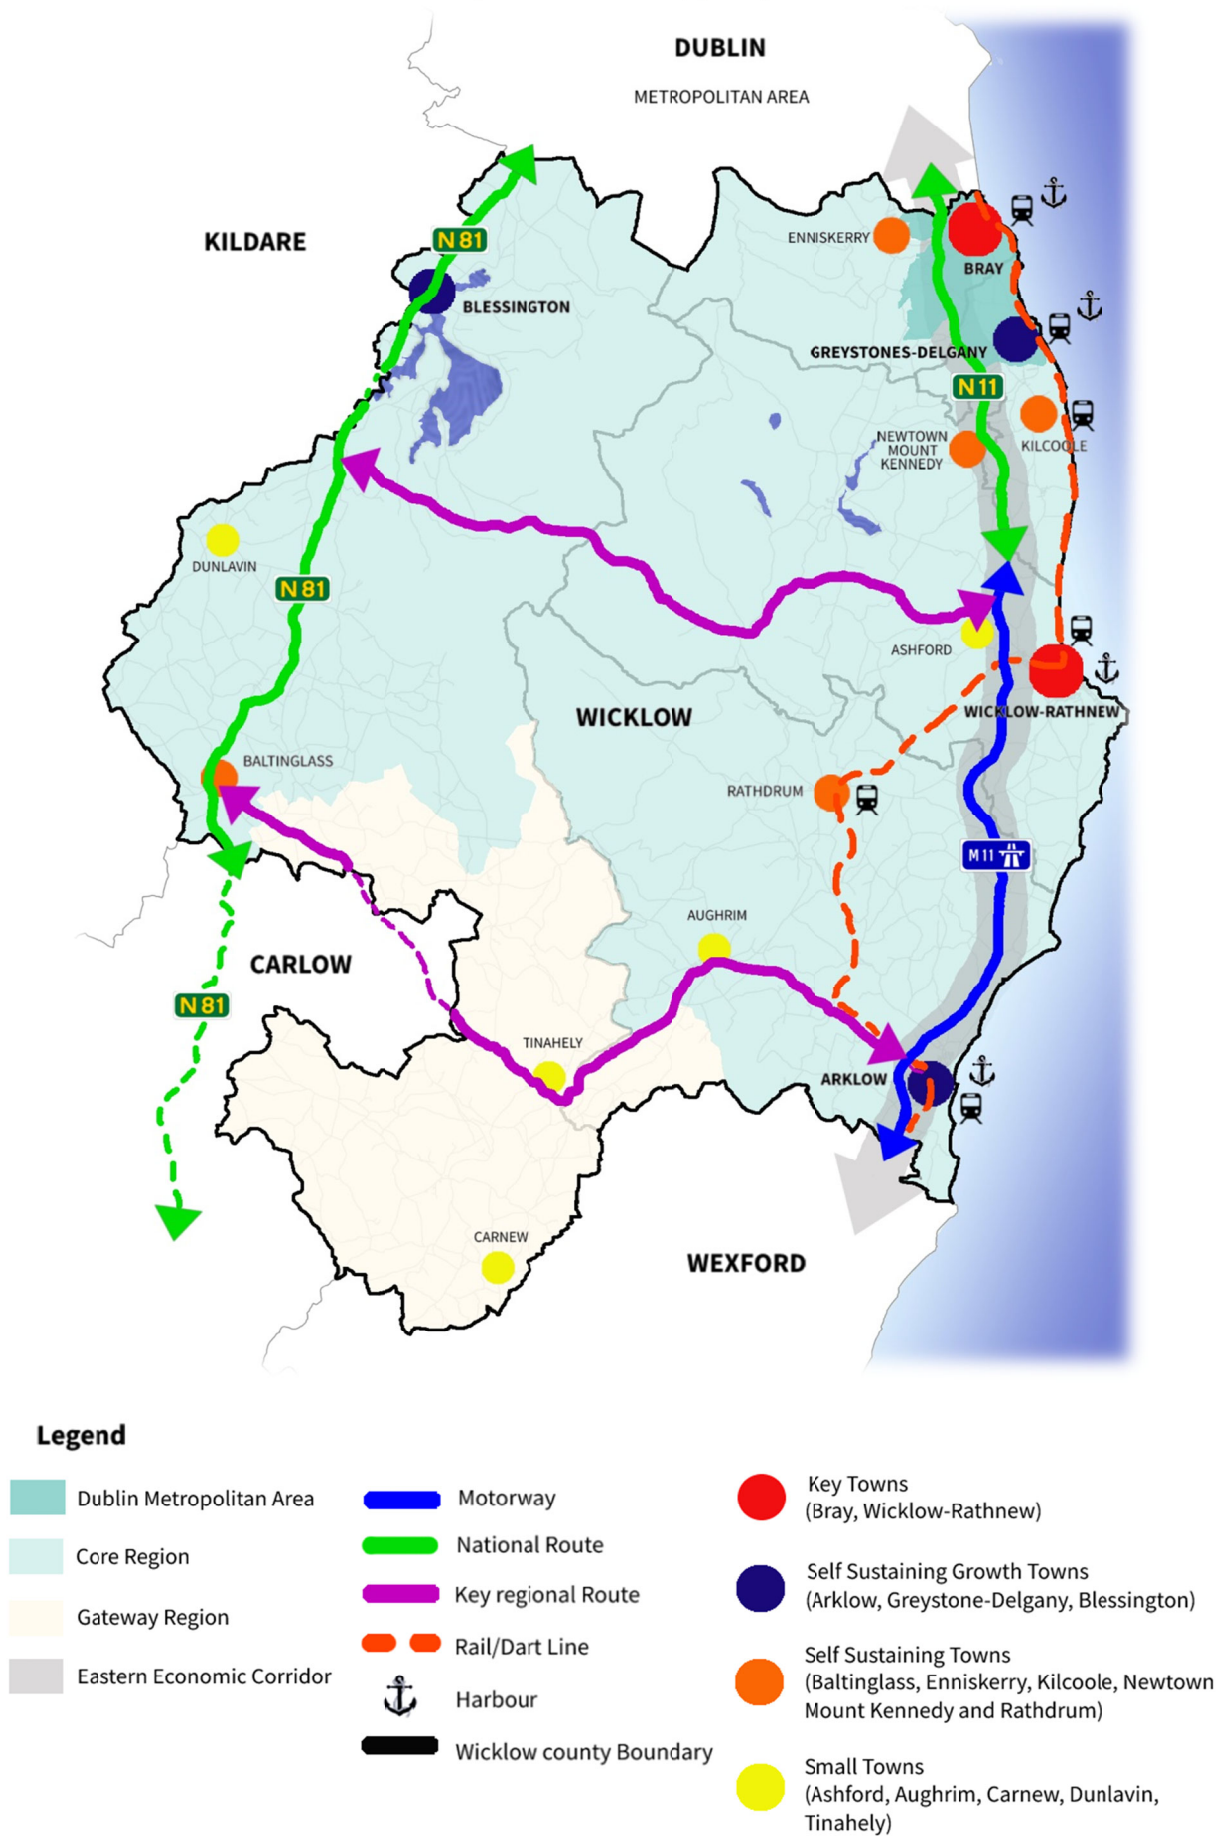 DUBLIN
METROPOLITAN AREA
KILDARE
N 81
ENNISKERRY
BRAY
BLESSINGTON
GREYSTONES-DELGANY
N 11
NEWTOWN
MOUNT
KENNEDY
KILCOOLE
DUNLAVIN
N 81
ASHFORD
WICKLOW-RATHNEW
WICKLOW
BALTINGLASS
RATHDRUM
M 11
AUGHRIM
CARLOW
N 81
TINAHELY
ARKLOW
CARNEW
WEXFORD
Legend
Dublin Metropolitan Area
Core Region
Gateway Region
Eastern Economic Corridor
Motorway
National Route
Key regional Route
Rail/Dart Line
Harbour
Wicklow county Boundary
Key Towns
(Bray, Wicklow-Rathnew)
Self Sustaining Growth Towns
(Arklow, Greystone-Delgany, Blessington)
Self Sustaining Towns
(Baltinglass, Enniskerry, Kilcoole, Newtown
Mount Kennedy and Rathdrum)
Small Towns
(Ashford, Aughrim, Carnew, Dunlavin,
Tinahely)